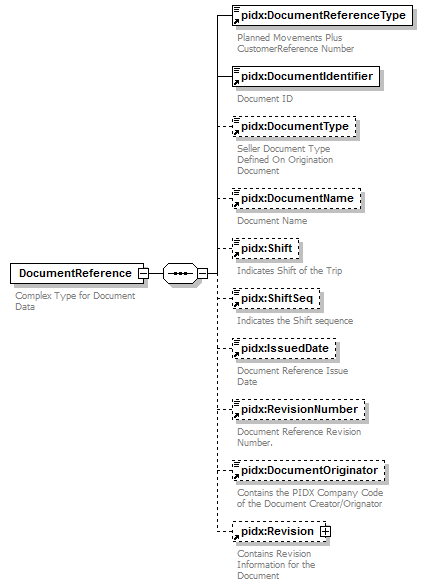 pidx:DocumentReferenceType
Planned Movements Plus
CustomerReference Number
pidx:DocumentIdentifier
Document ID
pidx:DocumentType
Seller Document Type
Defined On Origination
Document
pidx:DocumentName
Document Name
pidx:Shift
Indicates Shift of the Trip
DocumentReference
Complex Type for Document
Data
pidx:ShiftSeq
Indicates the Shift sequence
pidx:IssuedDate
Document Reference Issue
Date
pidx:RevisionNumber
Document Reference Revision
Number.
pidx:DocumentOriginator
Contains the PIDX Company Code
of the Document Creator/Orignator
pidx:Revision
Contains Revision
Information for the
Document